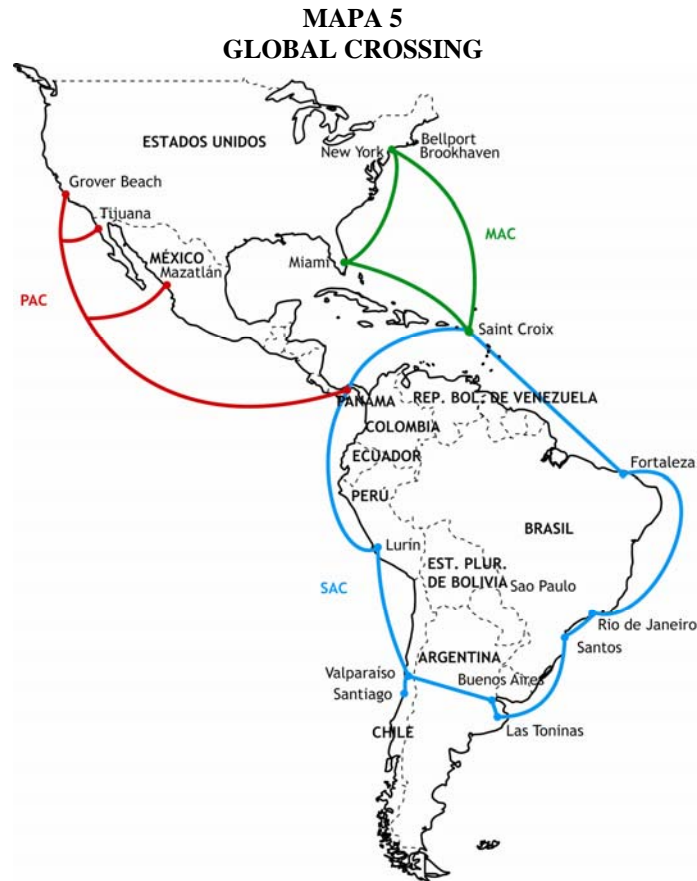 MAPA 5
GLOBAL CROSSING
ESTADOS UNIDOS
New York
Bellport
Brookhaven
Grover Beach
Tijuana
MAC
MÉXICO
Mazatlán
Miami
PAC
Saint Croix
PANAMA
REP. BOL. DE VENEZUELA
COLOMBIA
ECUADOR
Fortaleza
PERÚ
BRASIL
Lurín
EST. PLUR.
DE BOLIVIA
Sao Paulo
SAC
Rio de Janeiro
Santos
ARGENTINA
Valparaiso
Buenos Aires
Santiago
Las Toninas
CHILE